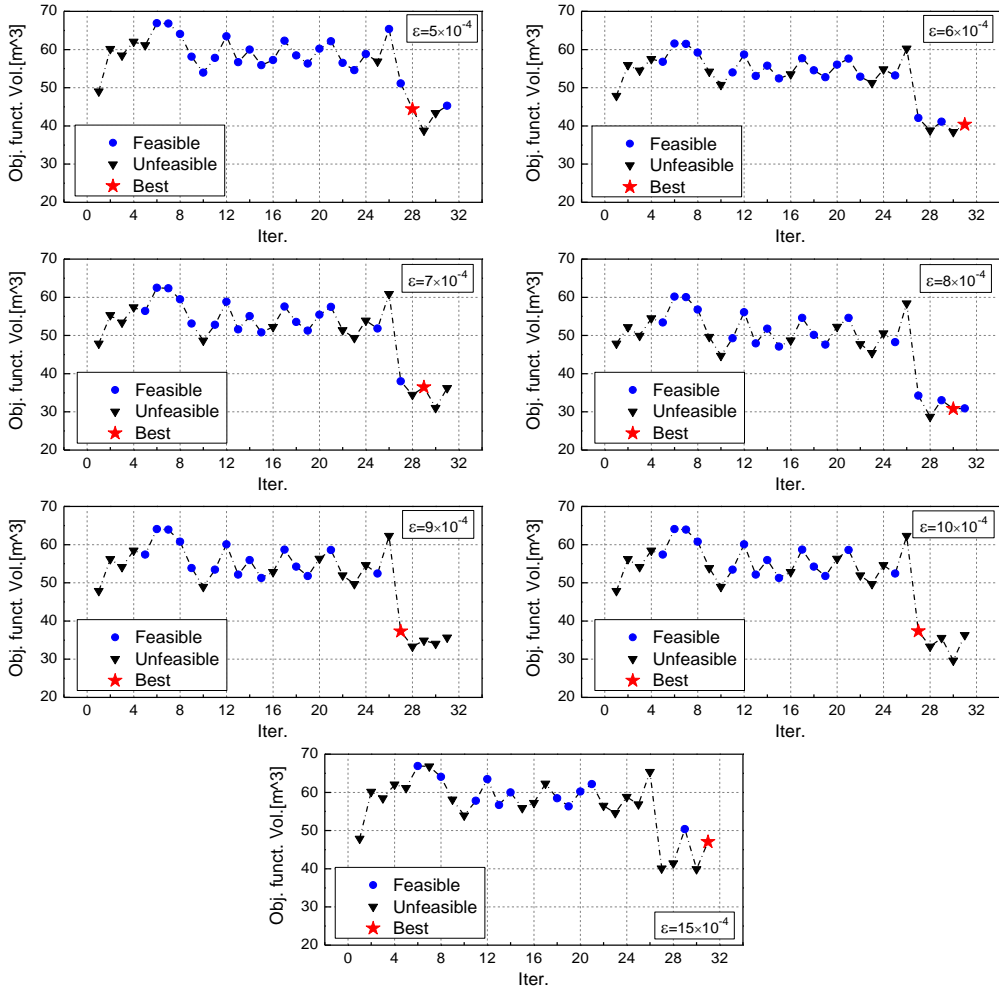 70
60
50
40
30
20
Obj. funct. Vol.[m^3]
ε=5×10⁻⁴
Feasible
Unfeasible
Best
0 4 8 12 16 20 24 28 32
Iter.
70
60
50
40
30
20
Obj. funct. Vol.[m^3]
ε=6×10⁻⁴
Feasible
Unfeasible
Best
0 4 8 12 16 20 24 28 32
Iter.
70
60
50
40
30
20
Obj. funct. Vol.[m^3]
ε=7×10⁻⁴
Feasible
Unfeasible
Best
0 4 8 12 16 20 24 28 32
Iter.
70
60
50
40
30
20
Obj. funct. Vol.[m^3]
ε=8×10⁻⁴
Feasible
Unfeasible
Best
0 4 8 12 16 20 24 28 32
Iter.
70
60
50
40
30
20
Obj. funct. Vol.[m^3]
ε=9×10⁻⁴
Feasible
Unfeasible
Best
0 4 8 12 16 20 24 28 32
Iter.
70
60
50
40
30
20
Obj. funct. Vol.[m^3]
ε=10×10⁻⁴
Feasible
Unfeasible
Best
0 4 8 12 16 20 24 28 32
Iter.
70
60
50
40
30
20
Obj. funct. Vol.[m^3]
Feasible
Unfeasible
Best
ε=15×10⁻⁴
0 4 8 12 16 20 24 28 32
Iter.